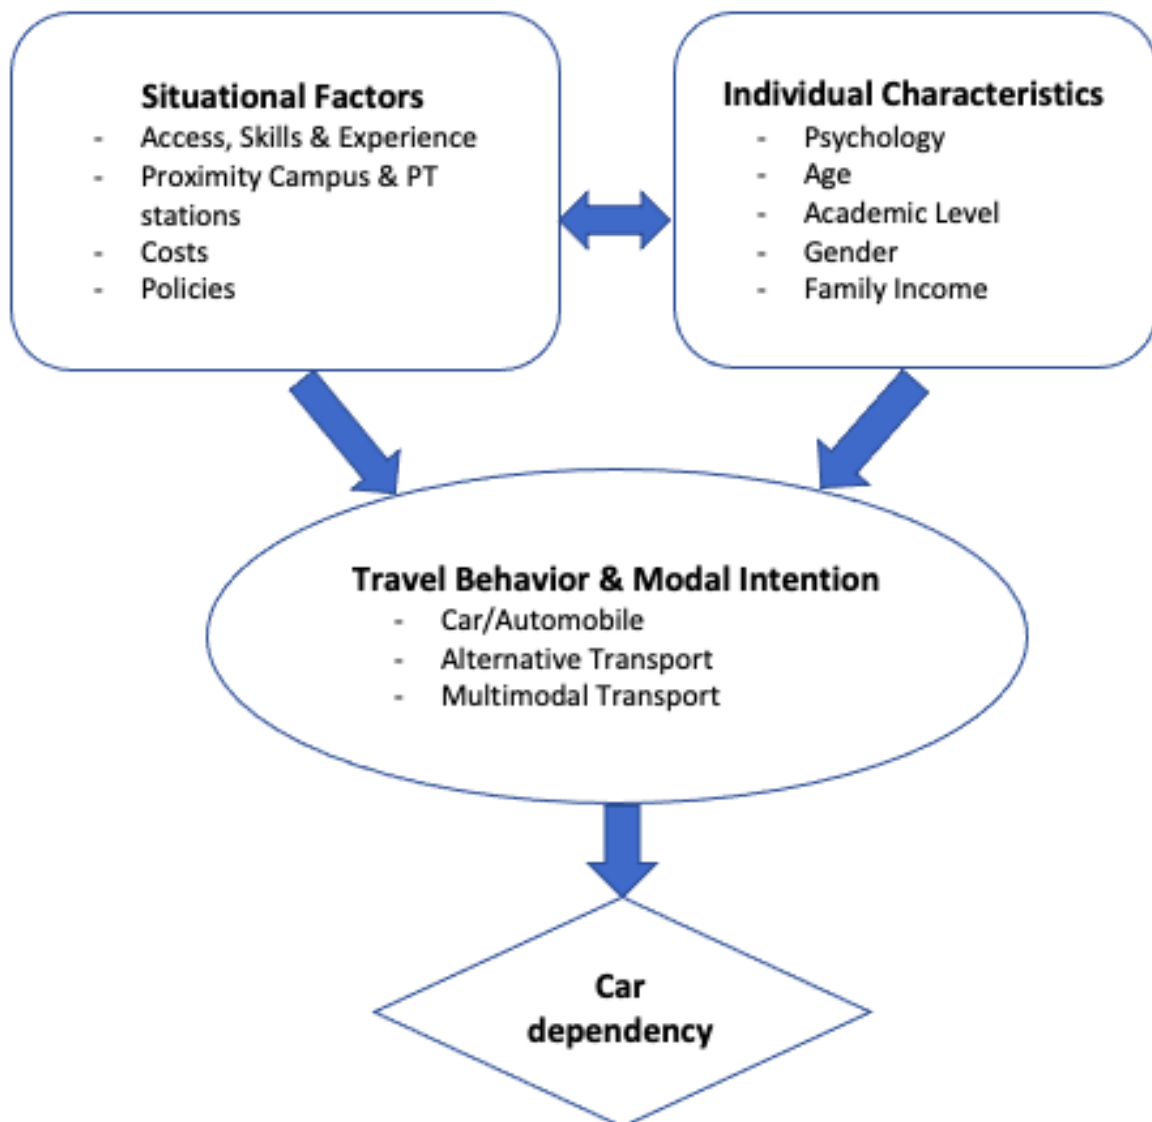 Situational Factors
- Access, Skills & Experience
- Proximity Campus & PT
stations
- Costs
- Policies
Individual Characteristics
- Psychology
- Age
- Academic Level
- Gender
- Family Income
Travel Behavior & Modal Intention
- Car/Automobile
- Alternative Transport
- Multimodal Transport
Car
dependency